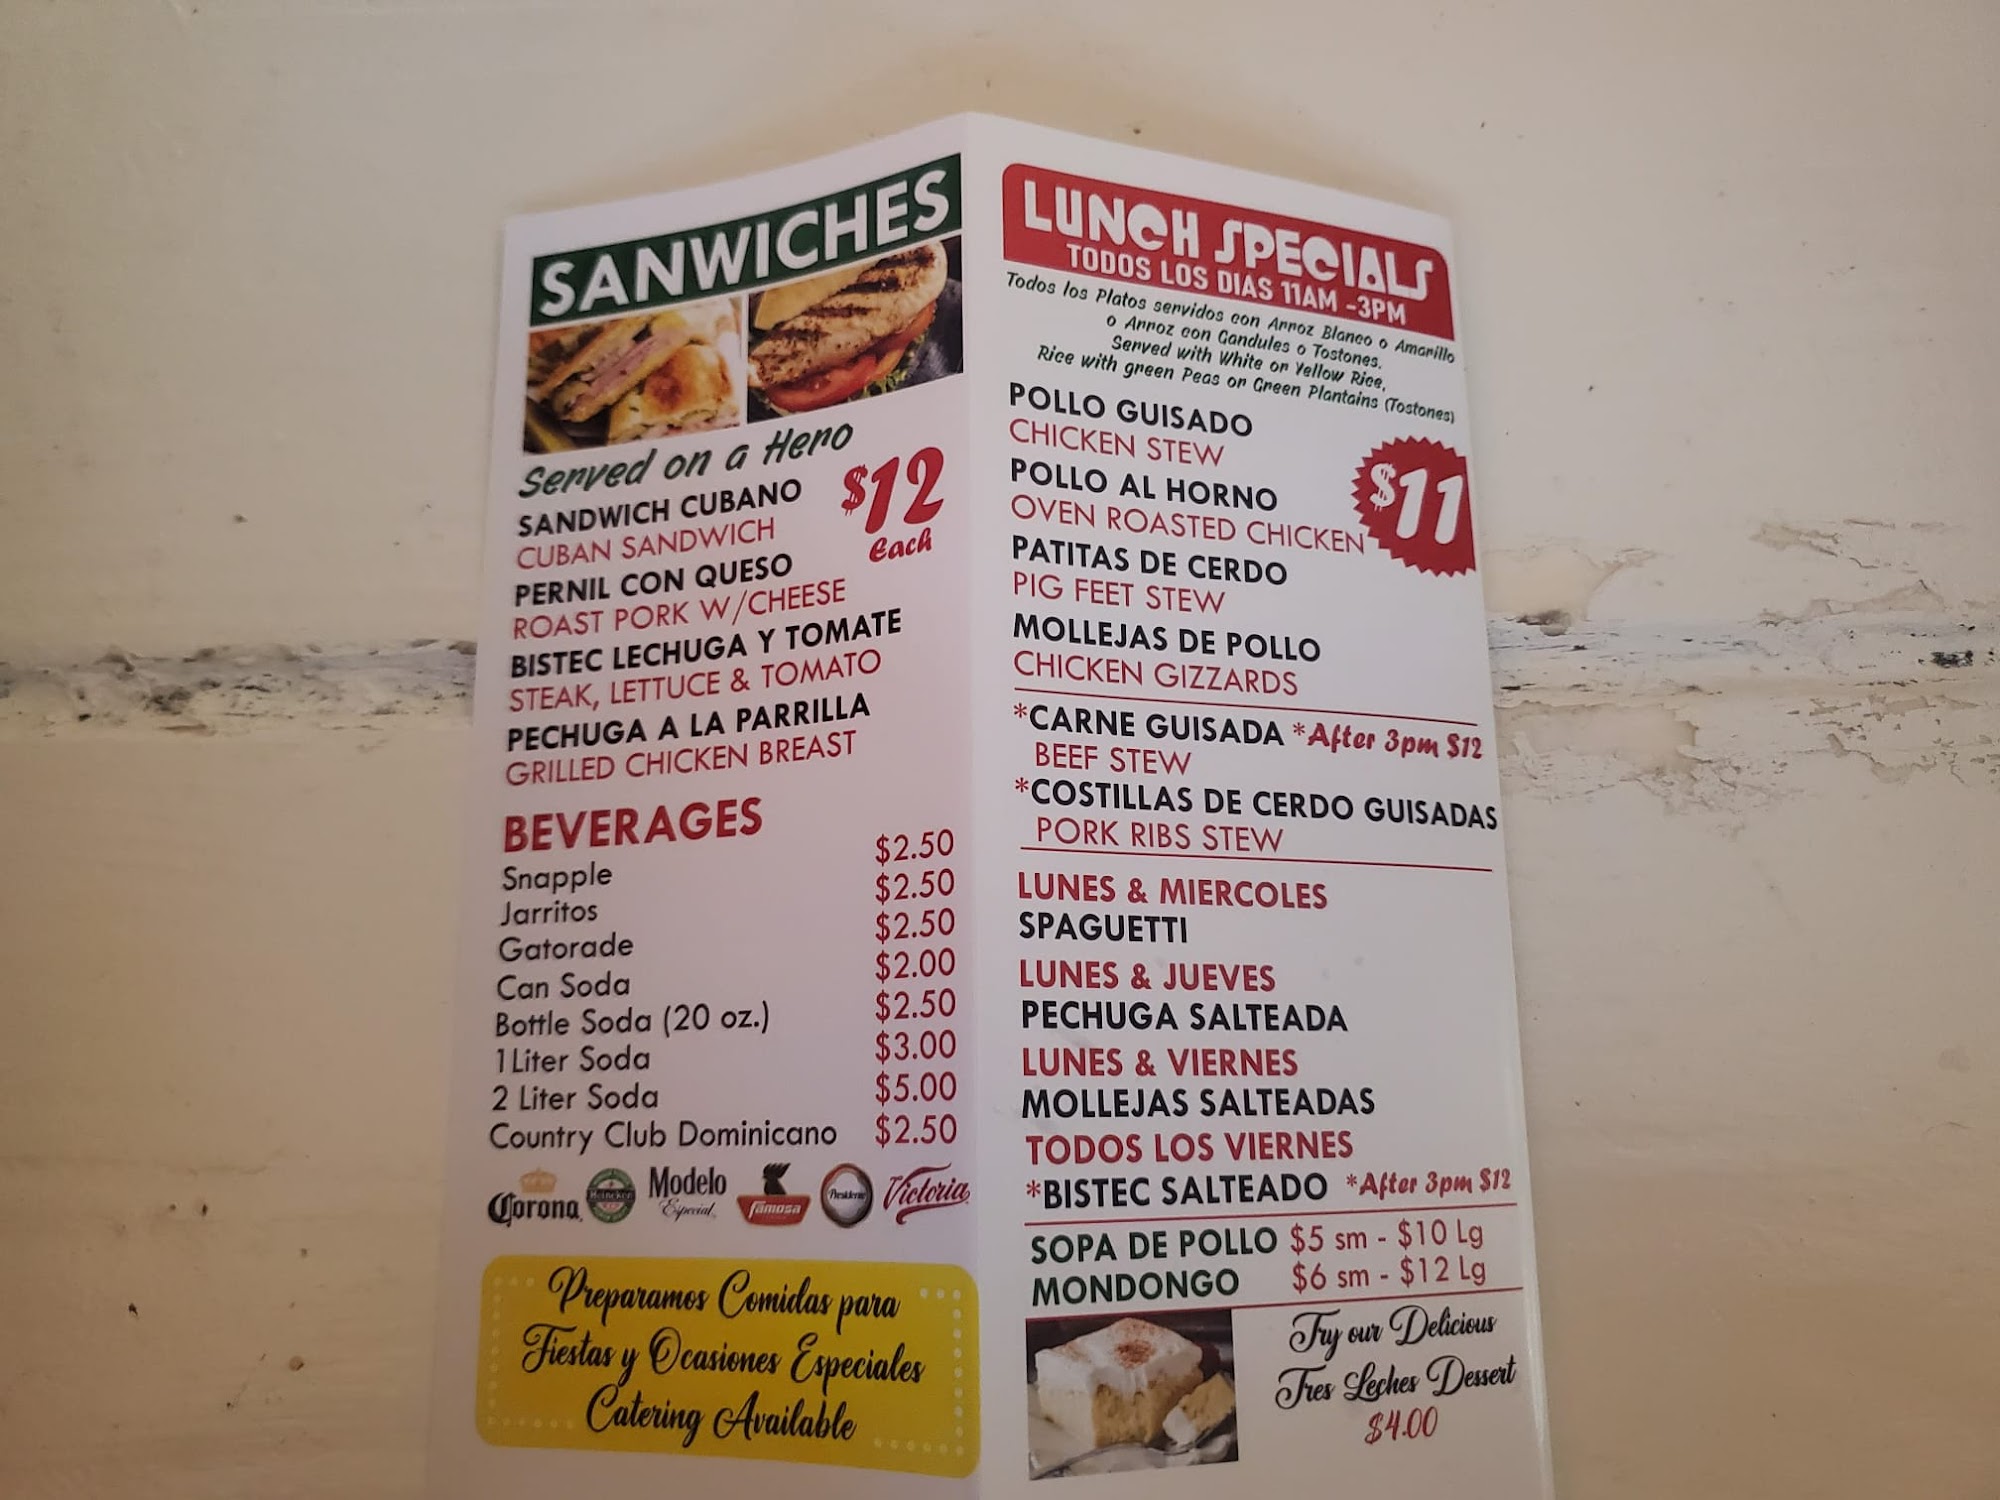 SANWICHES
Served on a Hero
$12
Each
SANDWICH CUBANO
CUBAN SANDWICH
PERNIL CON QUESO
ROAST PORK W/CHEESE
BISTEC LECHUGA Y TOMATE
STEAK, LETTUCE & TOMATO
PECHUGA A LA PARRILLA
GRILLED CHICKEN BREAST
BEVERAGES
Snapple $2.50
Jarritos $2.50
Gatorade $2.50
Can Soda $2.00
Bottle Soda (20 oz.) $2.50
1 Liter Soda $3.00
2 Liter Soda $5.00
Country Club Dominicano $2.50
Corona
Heineken
Modelo
Especial
famosa
Presidente
Victoria
Preparamos Comidas para
Fiestas y Ocasiones Especiales
Catering Available
LUNCH SPECIALS
TODOS LOS DIAS 11AM -3PM
Todos los Platos servidos con Arroz Blanco o Amarillo
o Arroz con Gandules o Tostones.
Served with White or Yellow Rice,
Rice with green Peas or Green Plantains (Tostones)
POLLO GUISADO
CHICKEN STEW
POLLO AL HORNO
OVEN ROASTED CHICKEN
$11
PATITAS DE CERDO
PIG FEET STEW
MOLLEJAS DE POLLO
CHICKEN GIZZARDS
*CARNE GUISADA *After 3pm $12
BEEF STEW
*COSTILLAS DE CERDO GUISADAS
PORK RIBS STEW
LUNES & MIERCOLES
SPAGUETTI
LUNES & JUEVES
PECHUGA SALTEADA
LUNES & VIERNES
MOLLEJAS SALTEADAS
TODOS LOS VIERNES
*BISTEC SALTEADO *After 3pm $12
SOPA DE POLLO $5 sm - $10 Lg
MONDONGO $6 sm - $12 Lg
Try our Delicious
Tres Leches Dessert
$4.00